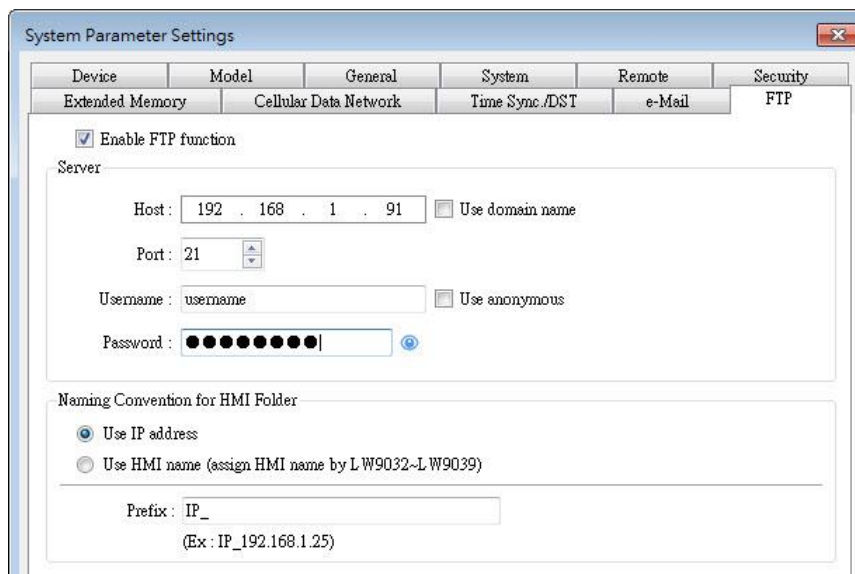 System Parameter Settings
Device Model General System Remote Security
Extended Memory Cellular Data Network Time Sync./DST e-Mail FTP
Enable FTP function
Server
Host : 192 . 168 . 1 . 91 Use domain name
Port : 21
Username : username Use anonymous
Password : ●●●●●●●●
Naming Convention for HMI Folder
Use IP address
Use HMI name (assign HMI name by LW9032~LW9039)
Prefix : IP_
(Ex : IP_192.168.1.25)